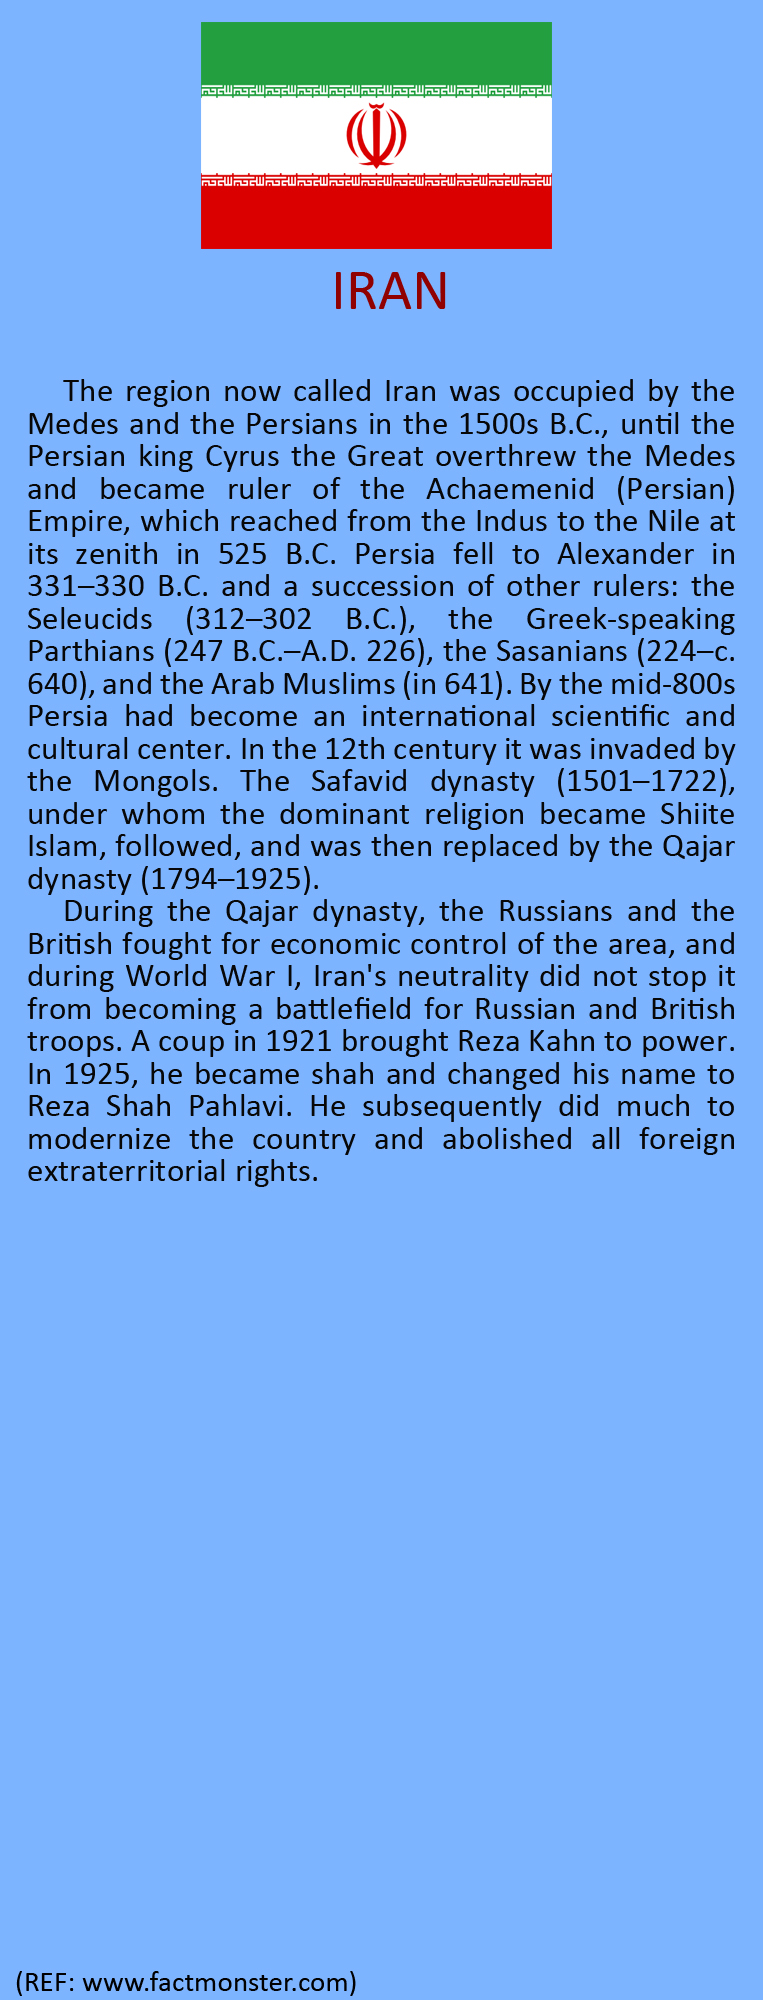 IRAN
The region now called Iran was occupied by the
Medes and the Persians in the 1500s B.C., until the
Persian king Cyrus the Great overthrew the Medes
and became ruler of the Achaemenid (Persian)
Empire, which reached from the Indus to the Nile at
its zenith in 525 B.C. Persia fell to Alexander in
331–330 B.C. and a succession of other rulers: the
Seleucids (312–302 B.C.), the Greek-speaking
Parthians (247 B.C.–A.D. 226), the Sasanians (224–c.
640), and the Arab Muslims (in 641). By the mid-800s
Persia had become an international scientific and
cultural center. In the 12th century it was invaded by
the Mongols. The Safavid dynasty (1501–1722),
under whom the dominant religion became Shiite
Islam, followed, and was then replaced by the Qajar
dynasty (1794–1925).
During the Qajar dynasty, the Russians and the
British fought for economic control of the area, and
during World War I, Iran's neutrality did not stop it
from becoming a battlefield for Russian and British
troops. A coup in 1921 brought Reza Kahn to power.
In 1925, he became shah and changed his name to
Reza Shah Pahlavi. He subsequently did much to
modernize the country and abolished all foreign
extraterritorial rights.
(REF: www.factmonster.com)